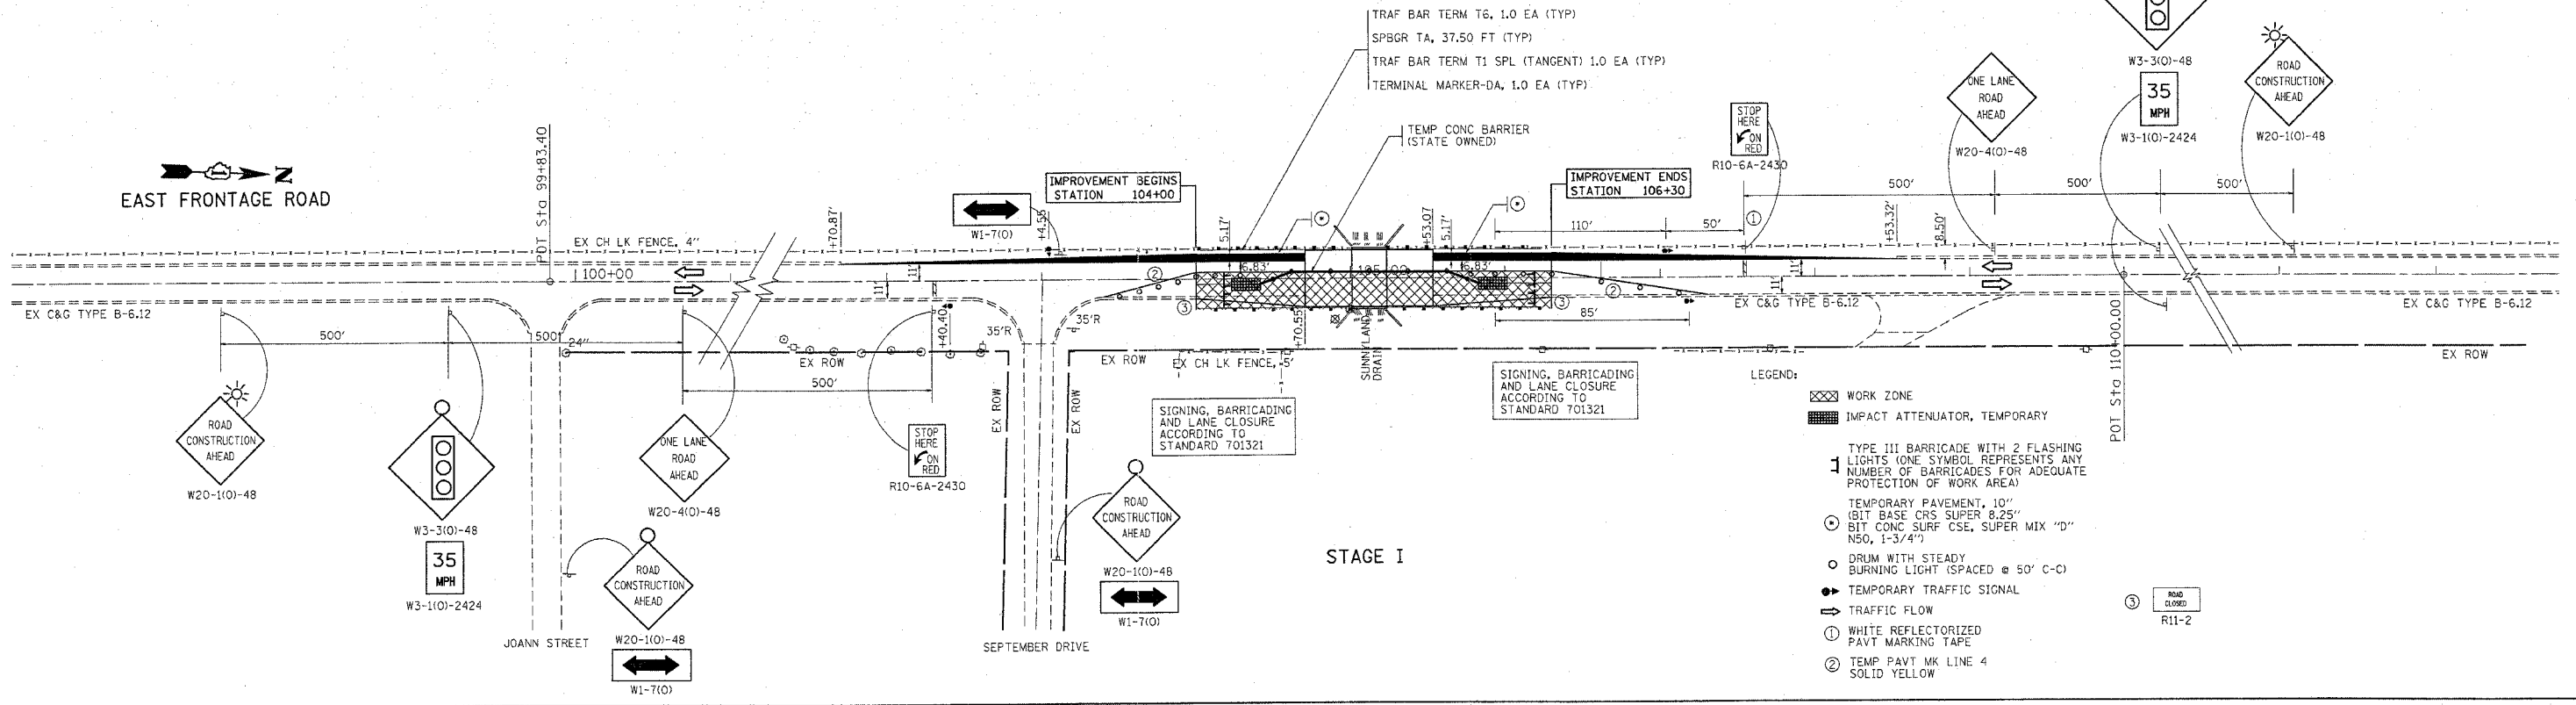 TRAF BAR TERM T6, 1.0 EA (TYP)
SPBGR TA, 37.50 FT (TYP)
TRAF BAR TERM T1 SPL (TANGENT) 1.0 EA (TYP)
TERMINAL MARKER-DA, 1.0 EA (TYP)
TEMP CONC BARRIER
(STATE OWNED)
W3-3(O)-48
35
MPH
W3-1(O)-2424
ROAD
CONSTRUCTION
AHEAD
W20-1(O)-48
ONE LANE
ROAD
AHEAD
W20-4(O)-48
STOP
HERE
ON
RED
R10-6A-2430
N
EAST FRONTAGE ROAD
POT Sta 99+83.40
IMPROVEMENT BEGINS
STATION 104+00
IMPROVEMENT ENDS
STATION 106+30
W1-7(O)
+70.87'
+4.55
5.17'
+53.07
5.17'
110'
50'
1
500'
500'
500'
+53.32'
8.50'
EX CH LK FENCE, 4"
100+00
11'
11'
2
6.83'
105+00
6.83'
2
11'
11'
3
3
EX C&G TYPE B-6.12
EX C&G TYPE B-6.12
EX C&G TYPE B-6.12
500'
500'
24"
+40.40
35'R
35'R
+70.55
SUNNYLAND
DRAIN
85'
POT Sta 110+00.00
EX ROW
500'
EX ROW
EX CH LK FENCE, 5'
EX ROW
EX ROW
EX ROW
SIGNING, BARRICADING
AND LANE CLOSURE
ACCORDING TO
STANDARD 701321
SIGNING, BARRICADING
AND LANE CLOSURE
ACCORDING TO
STANDARD 701321
ROAD
CONSTRUCTION
AHEAD
W20-1(O)-48
W3-3(O)-48
35
MPH
W3-1(O)-2424
ONE LANE
ROAD
AHEAD
W20-4(O)-48
STOP
HERE
ON
RED
R10-6A-2430
ROAD
CONSTRUCTION
AHEAD
W20-1(O)-48
W1-7(O)
JOANN STREET
ROAD
CONSTRUCTION
AHEAD
W20-1(O)-48
W1-7(O)
SEPTEMBER DRIVE
STAGE I
LEGEND:
WORK ZONE
IMPACT ATTENUATOR, TEMPORARY
TYPE III BARRICADE WITH 2 FLASHING
LIGHTS (ONE SYMBOL REPRESENTS ANY
NUMBER OF BARRICADES FOR ADEQUATE
PROTECTION OF WORK AREA)
TEMPORARY PAVEMENT, 10"
(BIT BASE CRS SUPER 8.25"
BIT CONC SURF CSE, SUPER MIX "D"
N50, 1-3/4")
DRUM WITH STEADY
BURNING LIGHT (SPACED @ 50' C-C)
TEMPORARY TRAFFIC SIGNAL
TRAFFIC FLOW
1 WHITE REFLECTORIZED
PAVT MARKING TAPE
2 TEMP PAVT MK LINE 4
SOLID YELLOW
3 ROAD
CLOSED
R11-2